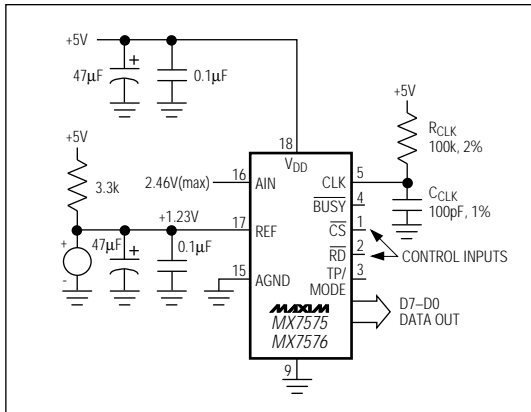 +5V
47μF
+
0.1μF
+5V
3.3k
+
-
47μF
+
+1.23V
0.1μF
2.46V(max)
16
AIN
17
REF
15
AGND
18
VDD
CLK
5
BUSY
4
CS
1
RD
2
TP/
MODE
3
MAXIM
MX7575
MX7576
9
+5V
RCLK
100k, 2%
CCLK
100pF, 1%
CONTROL INPUTS
D7–D0
DATA OUT